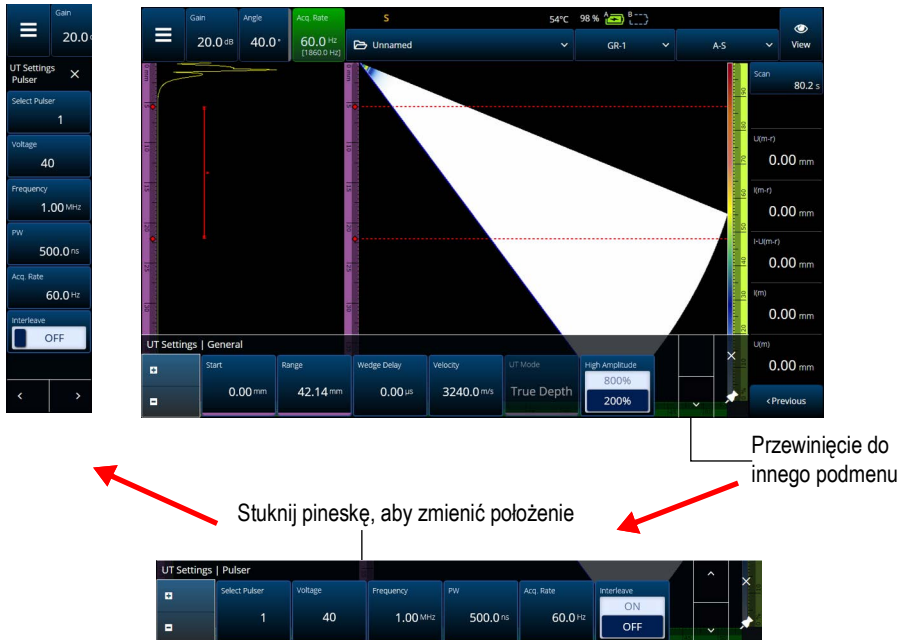 Gain
20.0
UT Settings
Pulser
Select Pulser
1
Voltage
40
Frequency
1.00 MHz
PW
500.0 ns
Acq. Rate
60.0 Hz
Interleave
OFF
Gain
20.0 dB
Angle
40.0°
Acq. Rate
60.0 Hz
[1860.0 Hz]
S
54°C
98 %
A
B
Unnamed
GR-1
A-S
View
Scan
80.2 s
U(m-r)
0.00 mm
I(m-r)
0.00 mm
I-U(m-r)
0.00 mm
I(m)
0.00 mm
U(m)
0.00 mm
Previous
UT Settings | General
Start
0.00 mm
Range
42.14 mm
Wedge Delay
0.00 µs
Velocity
3240.0 m/s
UT Mode
True Depth
High Amplitude
800%
200%
Przewinięcie do
innego podmenu
Stuknij pineskę, aby zmienić położenie
UT Settings | Pulser
Select Pulser
1
Voltage
40
Frequency
1.00 MHz
PW
500.0 ns
Acq. Rate
60.0 Hz
Interleave
ON
OFF